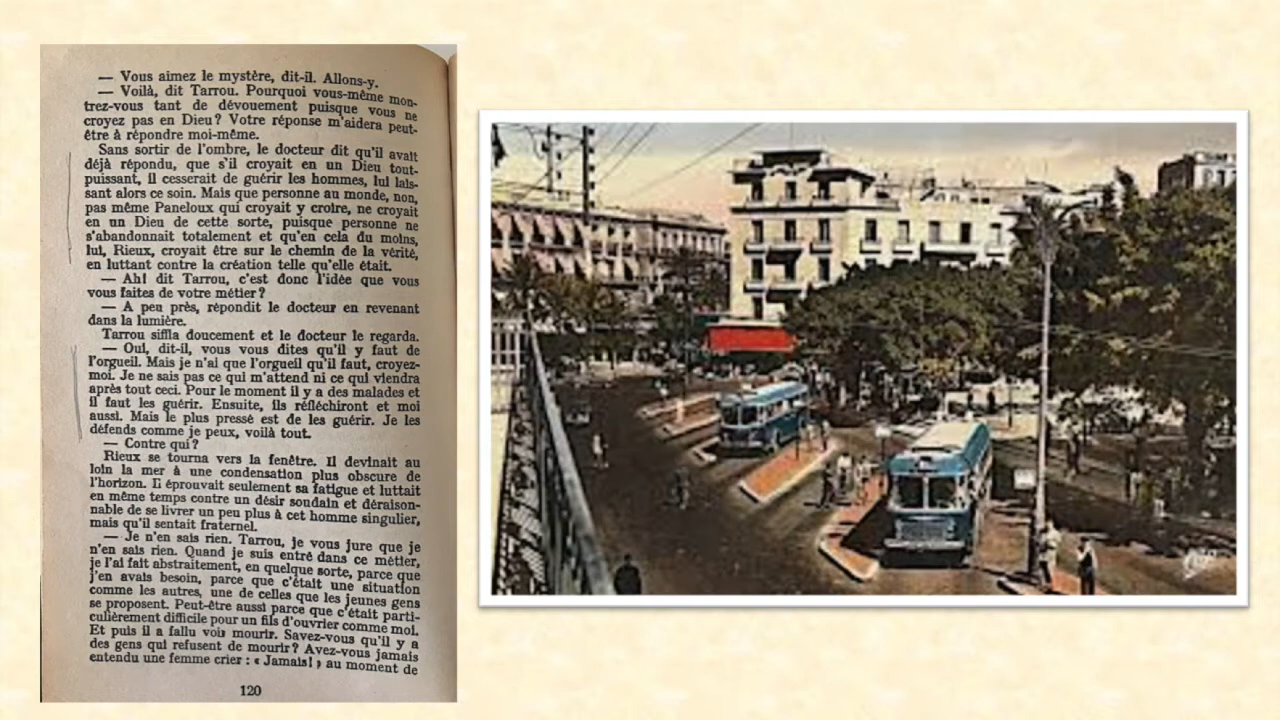 — Vous aimez le mystère, dit-il. Allons-y.
— Voilà, dit Tarrou. Pourquoi vous-même mon-
trez-vous tant de dévouement puisque vous ne
croyez pas en Dieu? Votre réponse m'aidera peut-
être à répondre moi-même.
Sans sortir de l'ombre, le docteur dit qu'il avait
déjà répondu, que s'il croyait en un Dieu tout-
puissant, il cesserait de guérir les hommes, lui lais-
sant alors ce soin. Mais que personne au monde, non,
pas même Paneloux qui croyait y croire, ne croyait
en un Dieu de cette sorte, puisque personne ne
s'abandonnait totalement et qu'en cela du moins,
lui, Rieux, croyait être sur le chemin de la vérité,
en luttant contre la création telle qu'elle était.
— Ah! dit Tarrou, c'est donc l'idée que vous
vous faites de votre métier?
— A peu près, répondit le docteur en revenant
dans la lumière.
Tarrou siffla doucement et le docteur le regarda.
— Oui, dit-il, vous vous dites qu'il y faut de
l'orgueil. Mais je n'ai que l'orgueil qu'il faut, croyez-
moi. Je ne sais pas ce qui m'attend ni ce qui viendra
après tout ceci. Pour le moment il y a des malades et
il faut les guérir. Ensuite, ils réfléchiront et moi
aussi. Mais le plus pressé est de les guérir. Je les
défends comme je peux, voilà tout.
— Contre qui?
Rieux se tourna vers la fenêtre. Il devinait au
loin la mer à une condensation plus obscure de
l'horizon. Il éprouvait seulement sa fatigue et luttait
en même temps contre un désir soudain et déraison-
nable de se livrer un peu plus à cet homme singulier,
mais qu'il sentait fraternel.
— Je n'en sais rien. Tarrou, je vous jure que je
n'en sais rien. Quand je suis entré dans ce métier,
je l'ai fait abstraitement, en quelque sorte, parce que
j'en avais besoin, parce que c'était une situation
comme les autres, une de celles que les jeunes gens
se proposent. Peut-être aussi parce que c'était parti-
culièrement difficile pour un fils d'ouvrier comme moi.
Et puis il a fallu voir mourir. Savez-vous qu'il y a
des gens qui refusent de mourir? Avez-vous jamais
entendu une femme crier : « Jamais! » au moment de
120